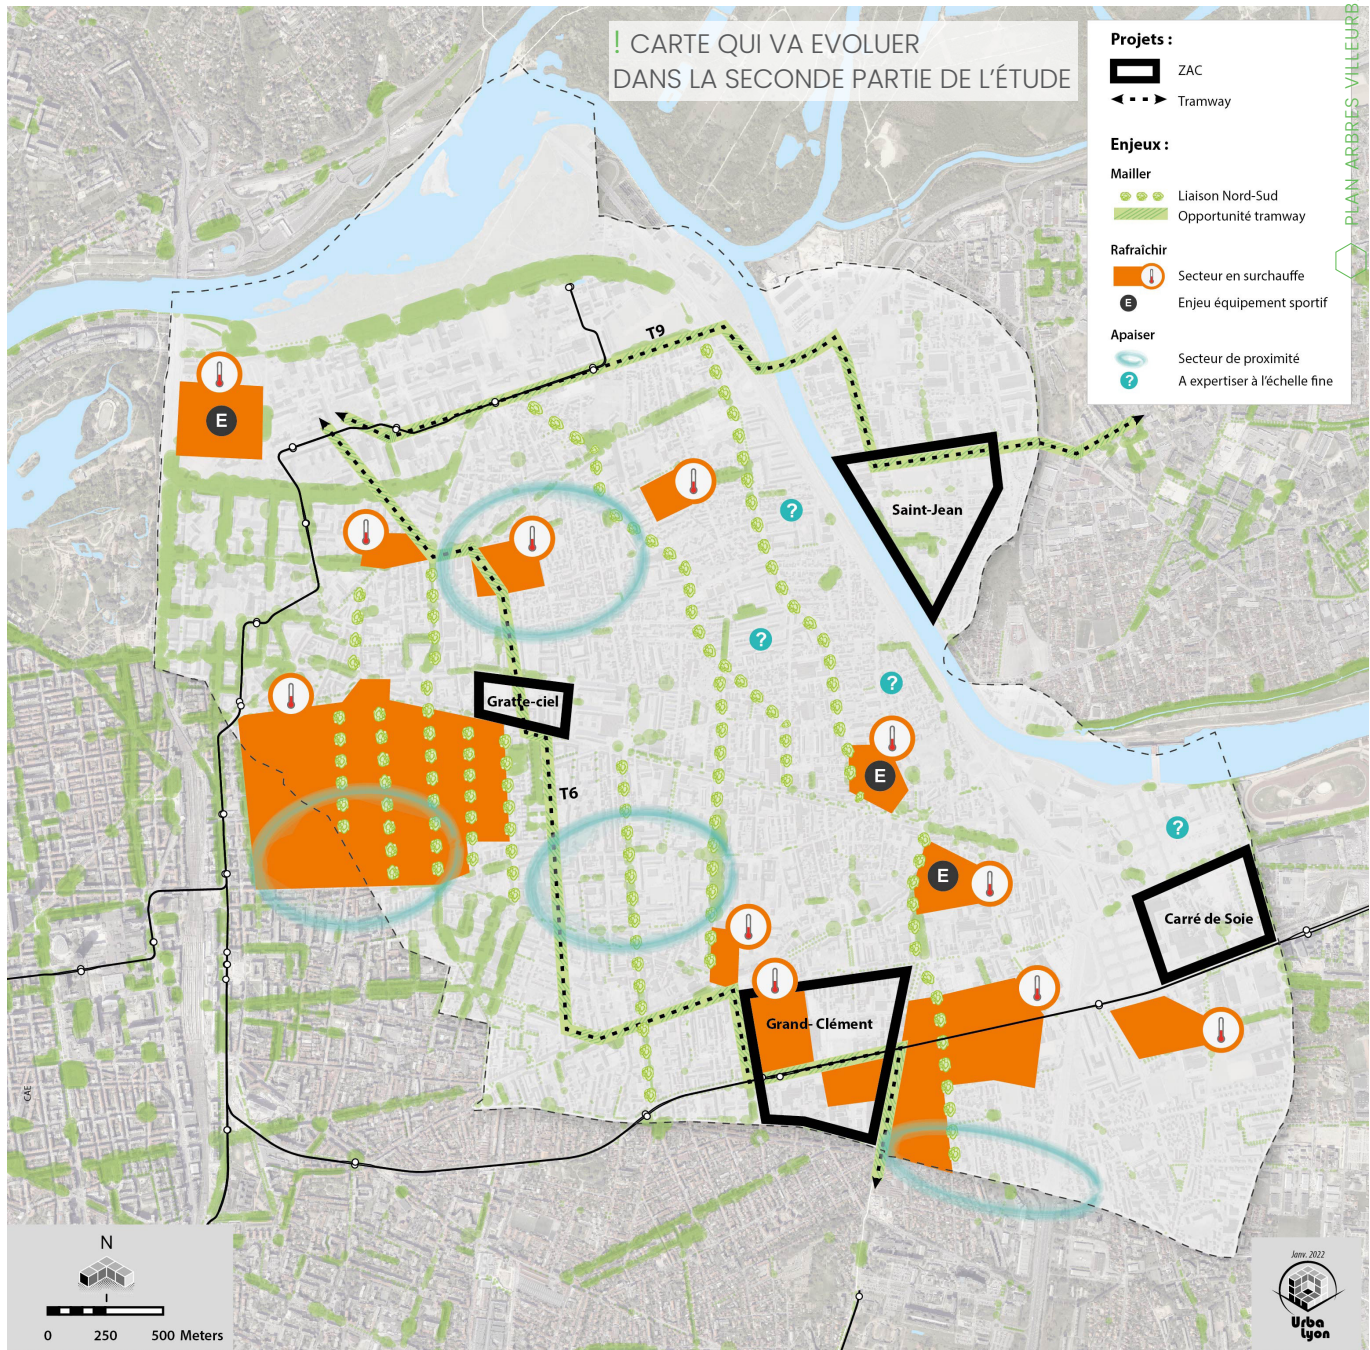 ! CARTE QUI VA EVOLUER
DANS LA SECONDE PARTIE DE L'ÉTUDE
Projets :
ZAC
Tramway
Enjeux :
Mailler
Liaison Nord-Sud
Opportunité tramway
Rafraîchir
Secteur en surchauffe
E
Enjeu équipement sportif
Apaiser
Secteur de proximité
?
A expertiser à l'échelle fine
PLAN ARBRES VILLEURB
T9
E
Saint-Jean
?
?
?
Gratte-ciel
T6
E
?
E
Carré de Soie
Grand- Clément
CAE
N
0 250 500 Meters
Janv. 2022
Urba
Lyon